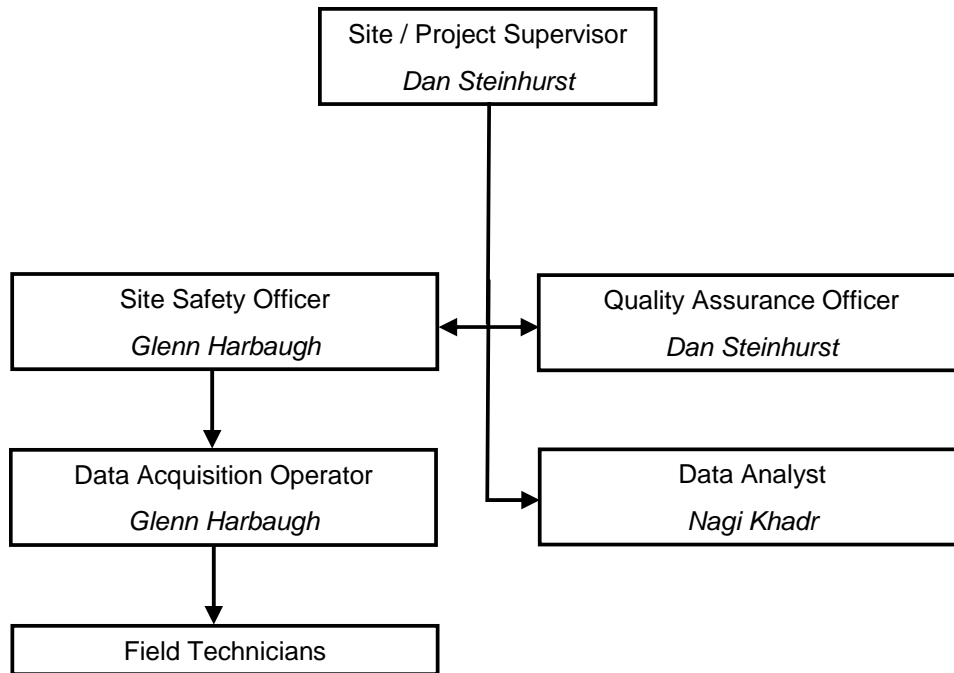 Site / Project Supervisor
Dan Steinhurst
Site Safety Officer
Glenn Harbaugh
Quality Assurance Officer
Dan Steinhurst
Data Acquisition Operator
Glenn Harbaugh
Data Analyst
Nagi Khadr
Field Technicians